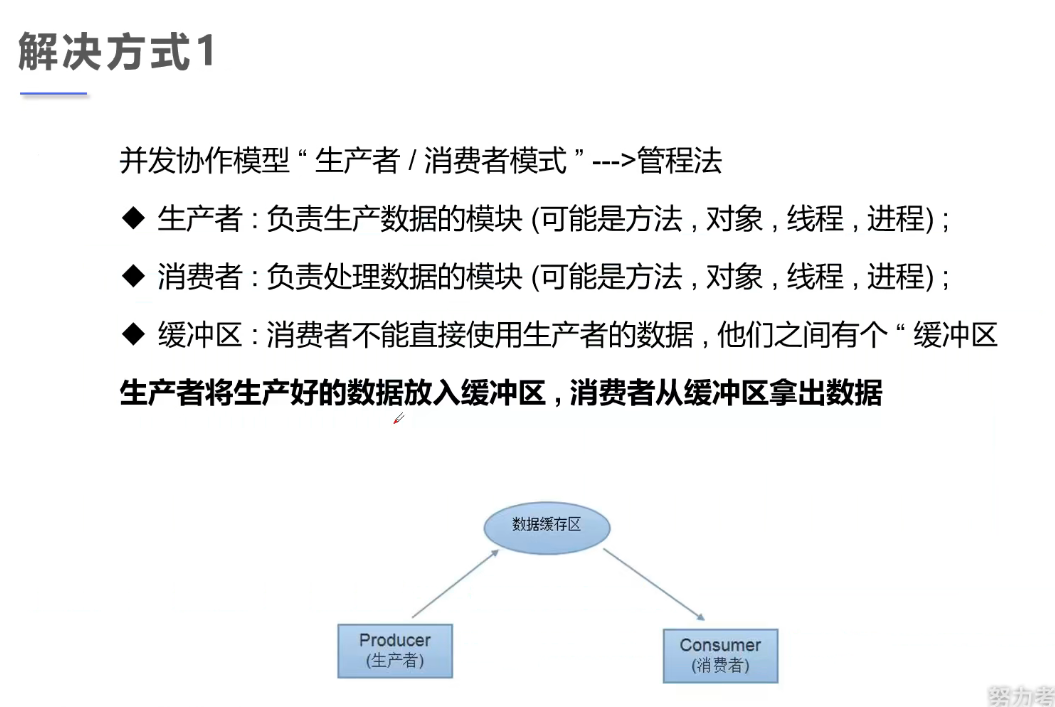 解决方式1
并发协作模型 “ 生产者 / 消费者模式 ” --->管程法
◆ 生产者 : 负责生产数据的模块 (可能是方法 , 对象 , 线程 , 进程) ;
◆ 消费者 : 负责处理数据的模块 (可能是方法 , 对象 , 线程 , 进程) ;
◆ 缓冲区 : 消费者不能直接使用生产者的数据 , 他们之间有个 “ 缓冲区
生产者将生产好的数据放入缓冲区 , 消费者从缓冲区拿出数据
数据缓存区
Producer
(生产者)
Consumer
(消费者)
努力考